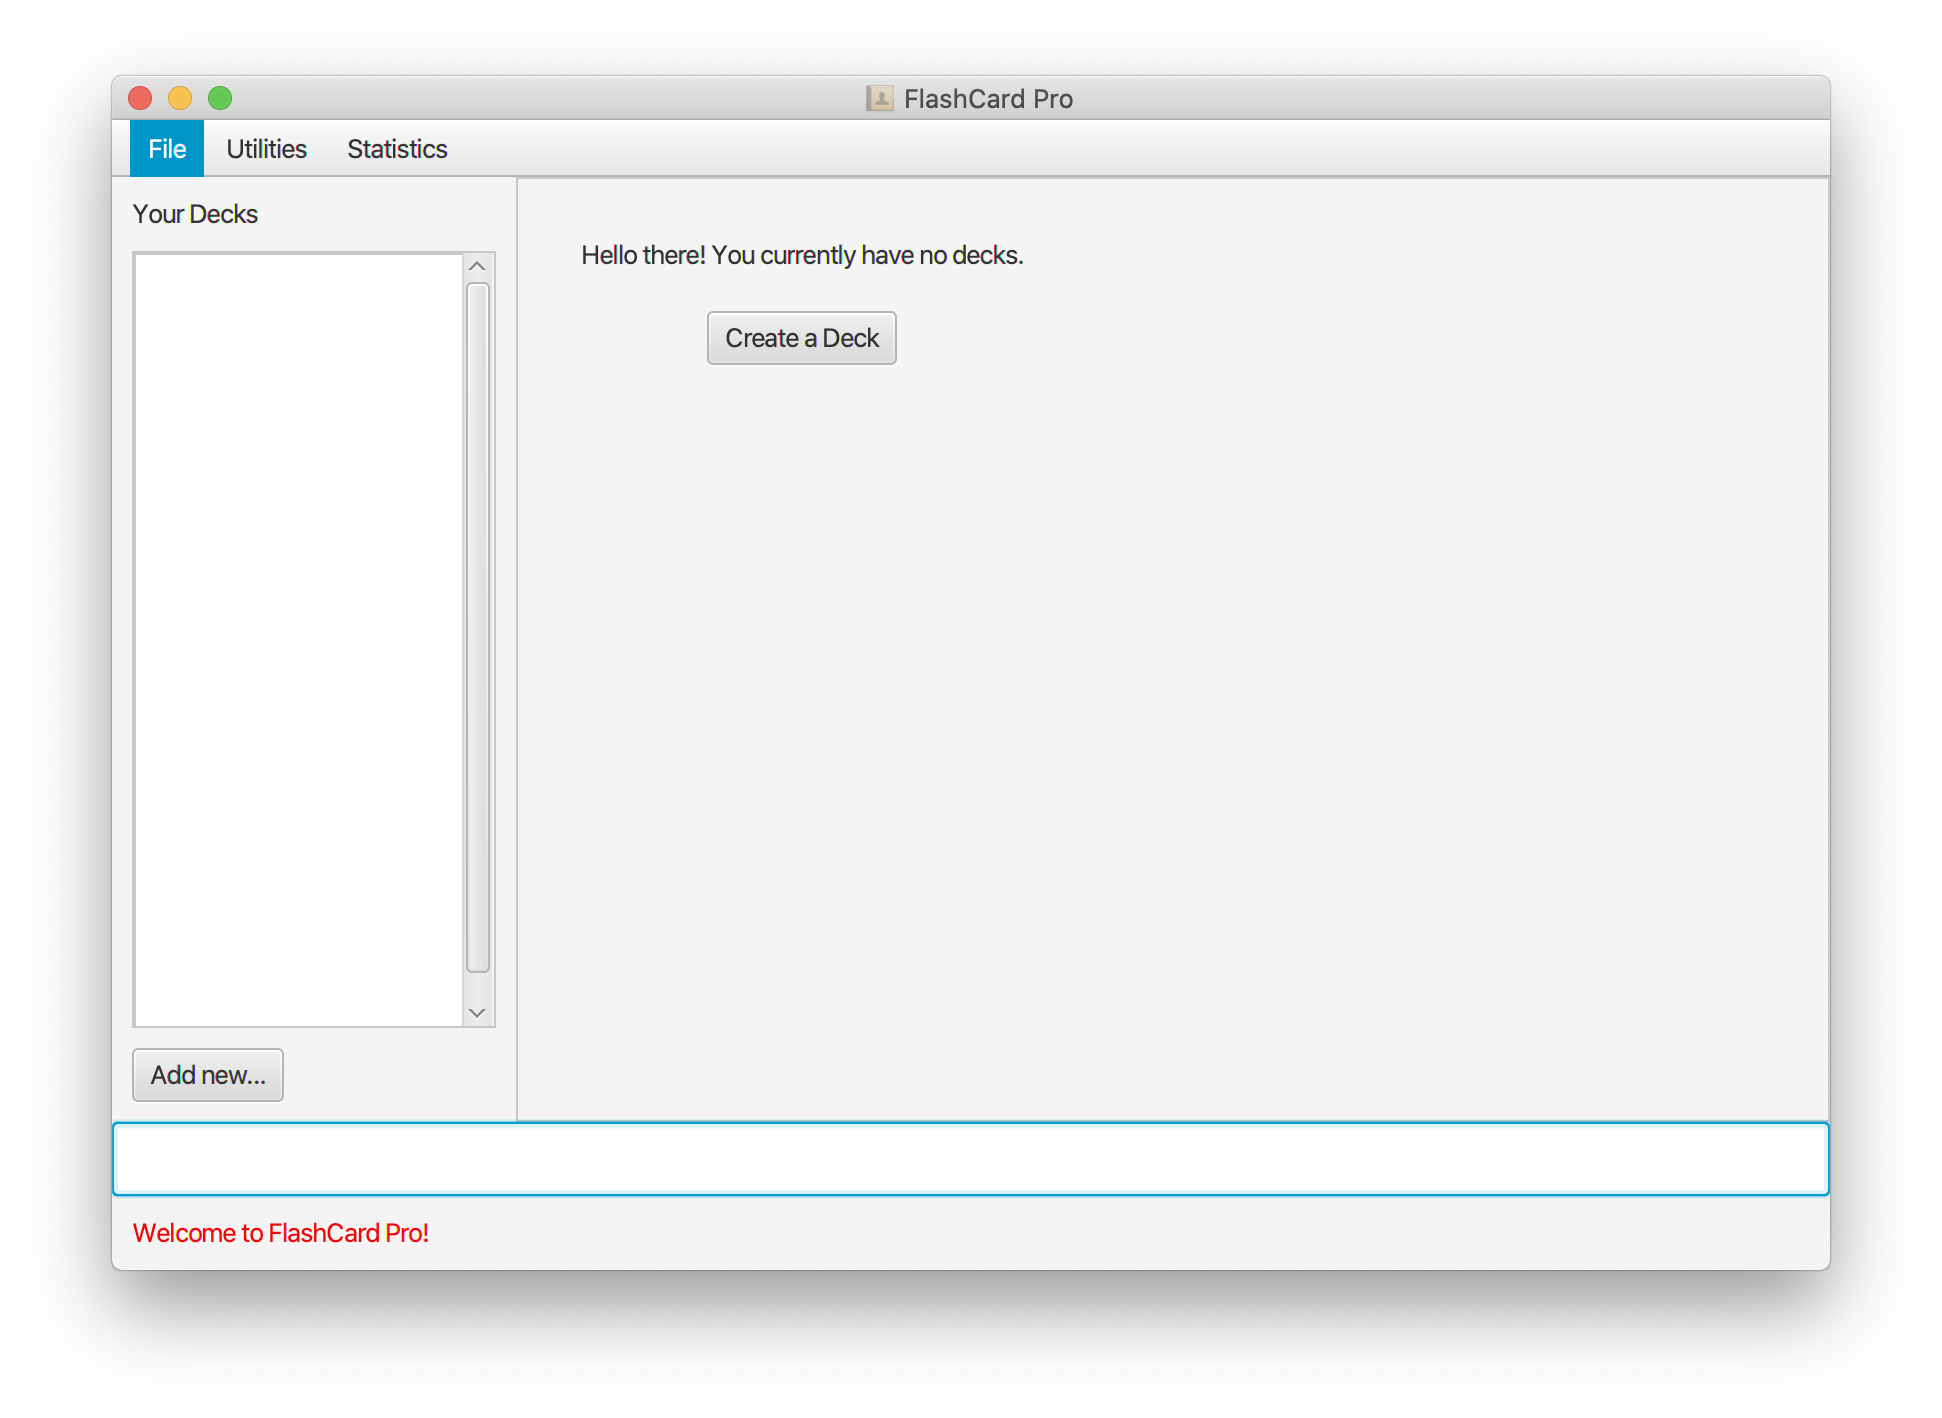 FlashCard Pro
File Utilities Statistics
Your Decks
Hello there! You currently have no decks.
Create a Deck
Add new...
Welcome to FlashCard Pro!